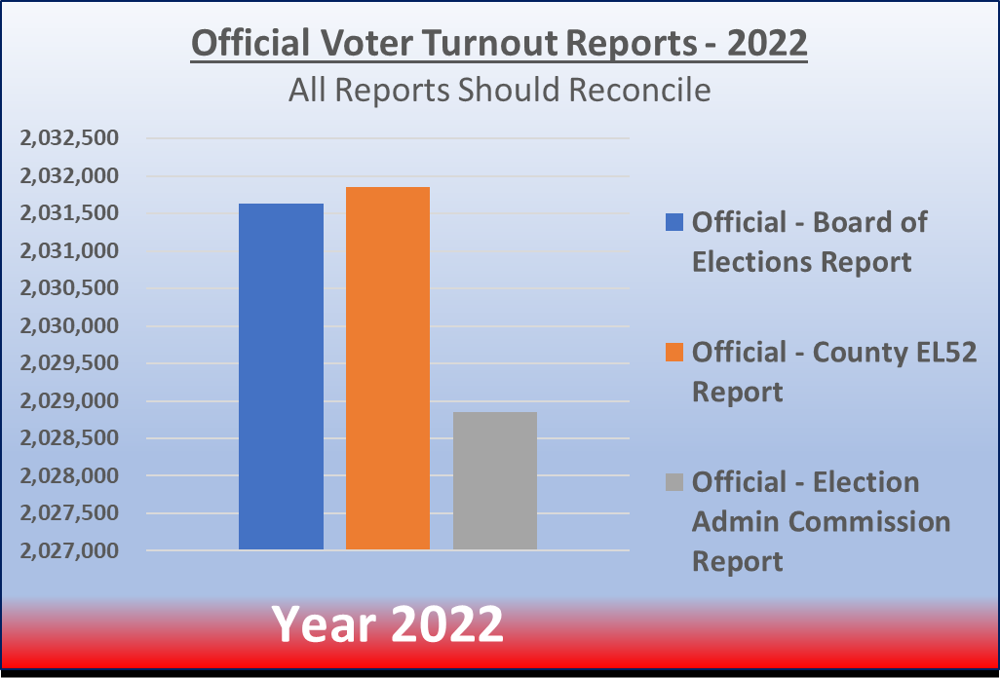 Official Voter Turnout Reports - 2022
All Reports Should Reconcile
2,032,500
2,032,000
2,031,500
2,031,000
2,030,500
2,030,000
2,029,500
2,029,000
2,028,500
2,028,000
2,027,500
2,027,000
Official - Board of
Elections Report
Official - County EL52
Report
Official - Election
Admin Commission
Report
Year 2022